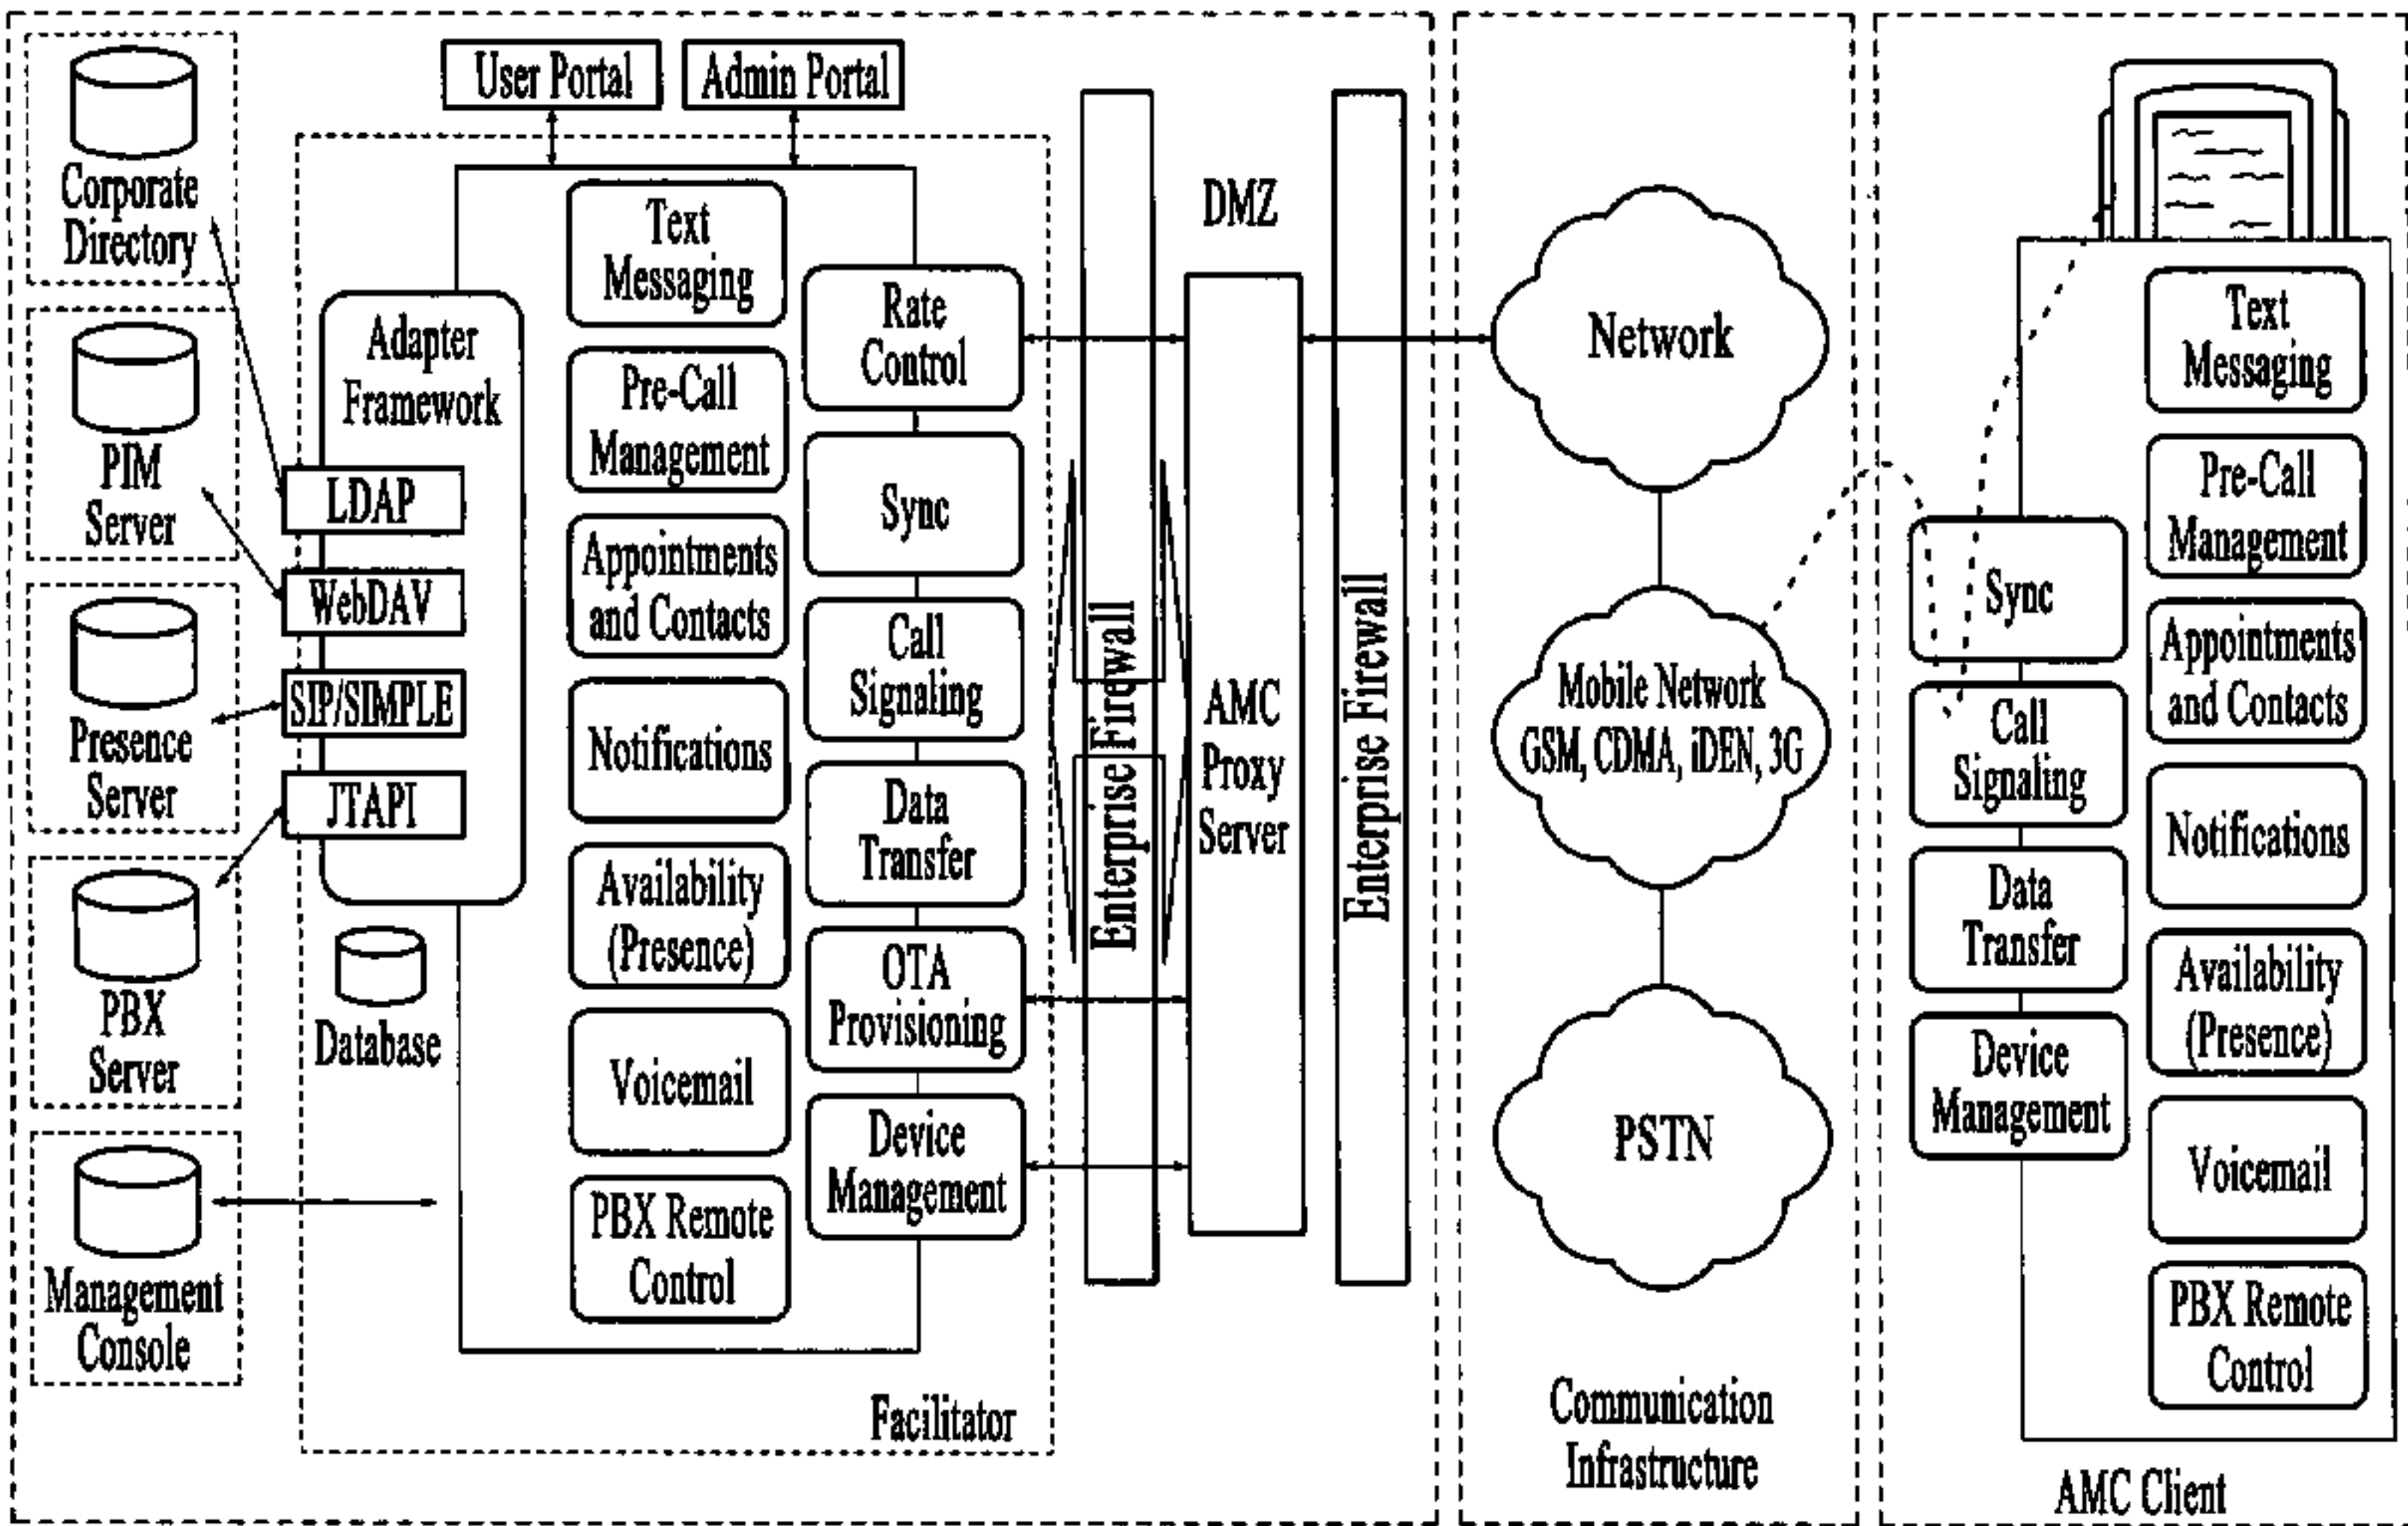 Corporate
Directory
PIM
Server
Presence
Server
PBX
Server
Management
Console
User Portal
Admin Portal
Adapter
Framework
LDAP
WebDAV
SIP/SIMPLE
JTAPI
Database
Text
Messaging
Pre-Call
Management
Appointments
and Contacts
Notifications
Availability
(Presence)
Voicemail
PBX Remote
Control
Rate
Control
Sync
Call
Signaling
Data
Transfer
OTA
Provisioning
Device
Management
Facilitator
Enterprise Firewall
DMZ
AMC
Proxy
Server
Enterprise Firewall
Network
Mobile Network
GSM, CDMA, iDEN, 3G
PSTN
Communication
Infrastructure
Sync
Call
Signaling
Data
Transfer
Device
Management
Text
Messaging
Pre-Call
Management
Appointments
and Contacts
Notifications
Availability
(Presence)
Voicemail
PBX Remote
Control
AMC Client